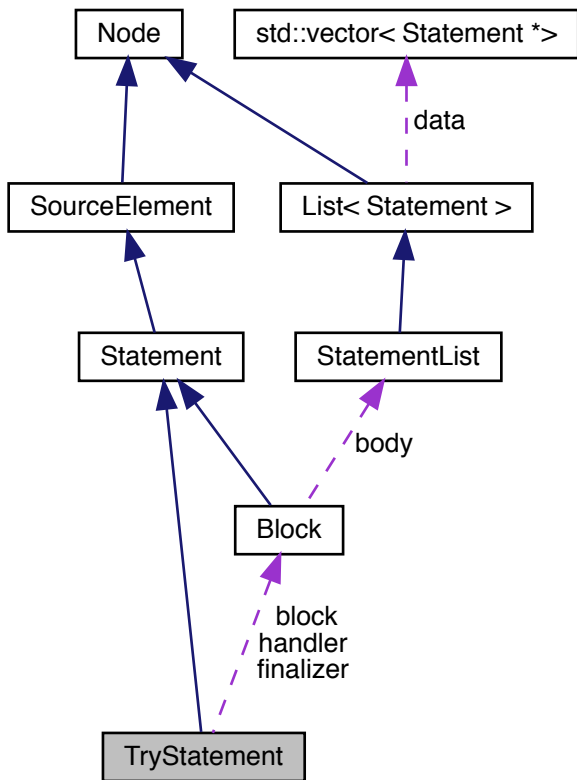 Node
std::vector< Statement *>
data
SourceElement
List< Statement >
Statement
StatementList
body
Block
block
handler
finalizer
TryStatement